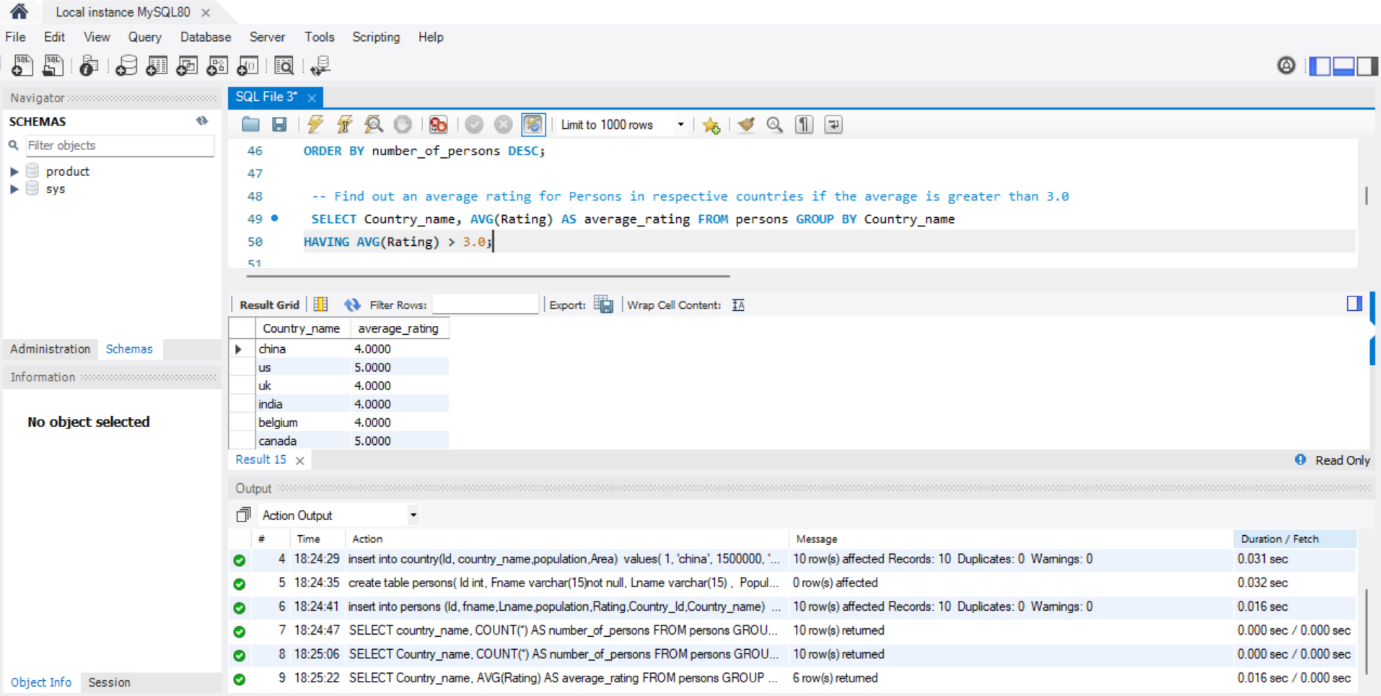 Local instance MySQL80 ×
File Edit View Query Database Server Tools Scripting Help
Navigator
SQL File 3* ×
SCHEMAS
Filter objects
product
sys
Limit to 1000 rows
46 ORDER BY number_of_persons DESC;
47
48 -- Find out an average rating for Persons in respective countries if the average is greater than 3.0
49 SELECT Country_name, AVG(Rating) AS average_rating FROM persons GROUP BY Country_name
50 HAVING AVG(Rating) > 3.0;
51
Result Grid Filter Rows: Export: Wrap Cell Content: IA
Country_name average_rating
china 4.0000
us 5.0000
uk 4.0000
india 4.0000
belgium 4.0000
canada 5.0000
Administration Schemas
Information
No object selected
Result 15 ×
Read Only
Output
Action Output
# Time Action Message Duration / Fetch
4 18:24:29 insert into country(Id, country_name,population,Area) values( 1, 'china', 1500000, '... 10 row(s) affected Records: 10 Duplicates: 0 Warnings: 0 0.031 sec
5 18:24:35 create table persons( Id int, Fname varchar(15)not null, Lname varchar(15) , Popul... 0 row(s) affected 0.032 sec
6 18:24:41 insert into persons (Id, fname,Lname,population,Rating,Country_Id,Country_name) ... 10 row(s) affected Records: 10 Duplicates: 0 Warnings: 0 0.016 sec
7 18:24:47 SELECT country_name, COUNT(*) AS number_of_persons FROM persons GROU... 10 row(s) returned 0.000 sec / 0.000 sec
8 18:25:06 SELECT Country_name, COUNT(*) AS number_of_persons FROM persons GROU... 10 row(s) returned 0.000 sec / 0.000 sec
9 18:25:22 SELECT Country_name, AVG(Rating) AS average_rating FROM persons GROUP ... 6 row(s) returned 0.016 sec / 0.000 sec
Object Info Session